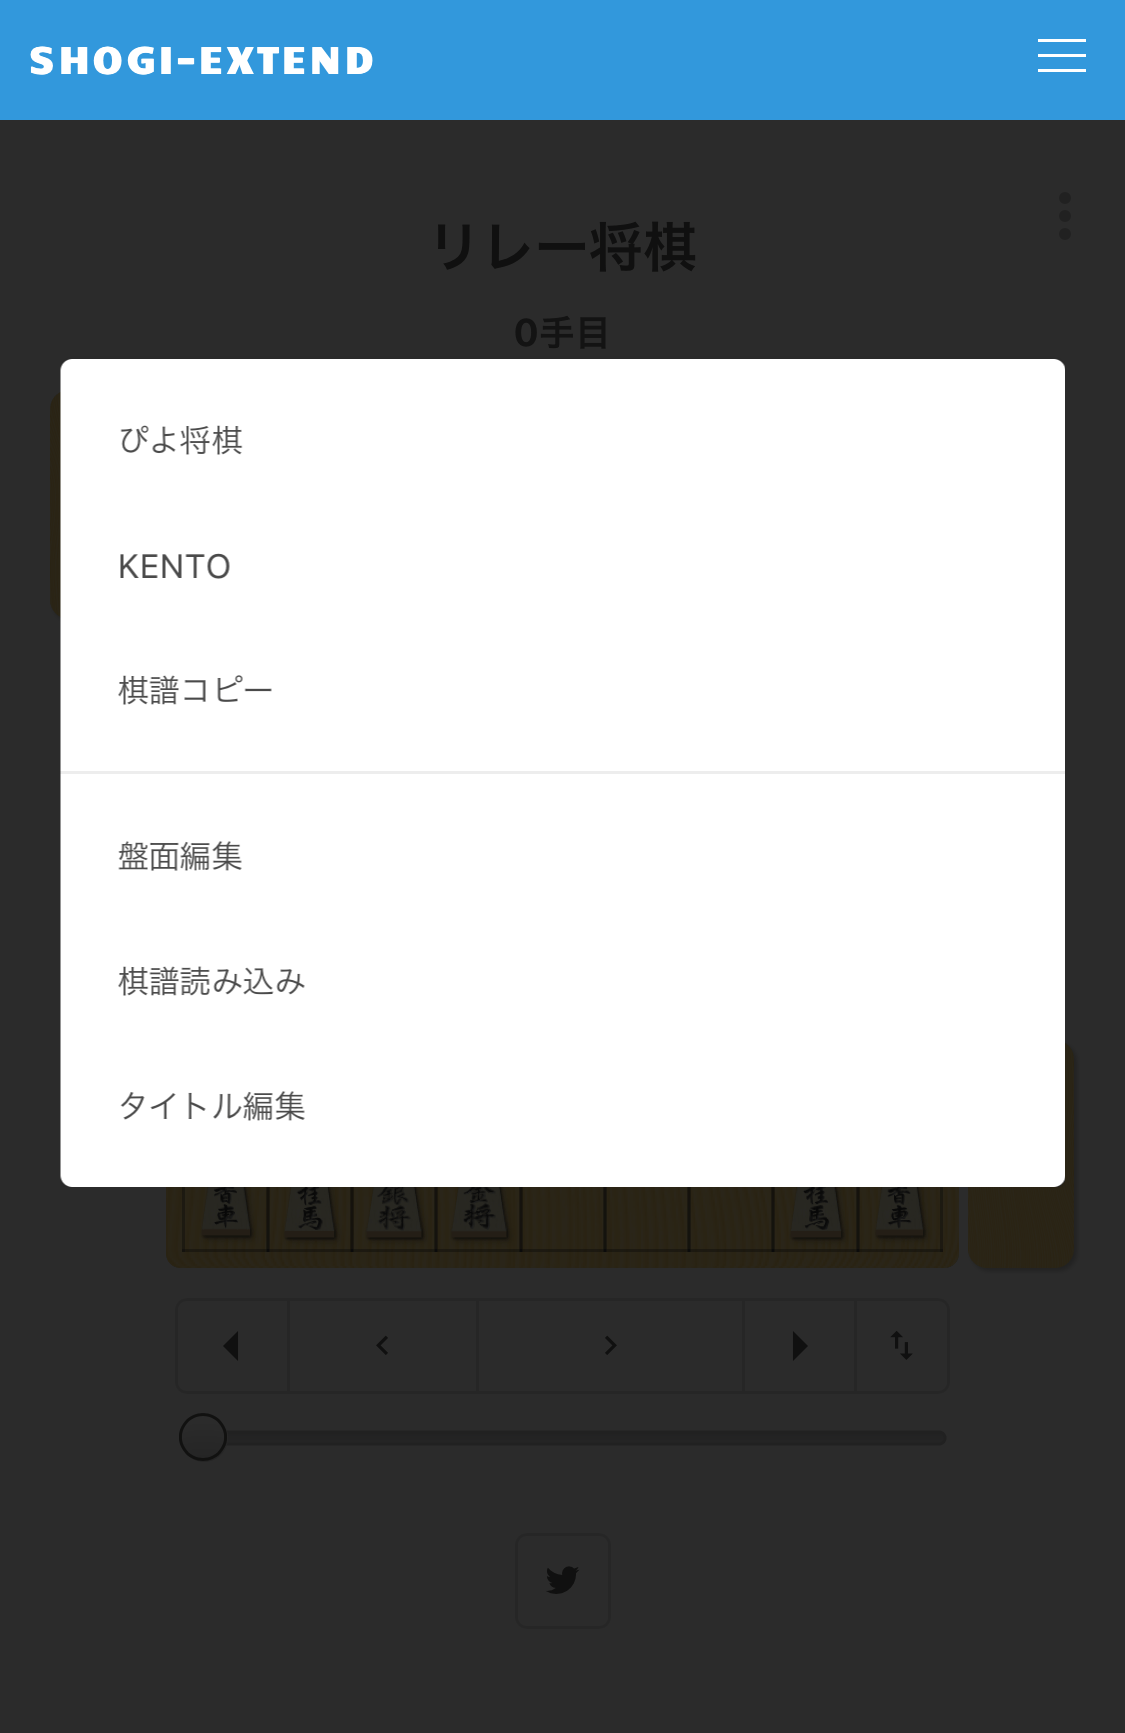 SHOGI-EXTEND
リレー将棋
0手目
ぴよ将棋
KENTO
棋譜コピー
盤面編集
棋譜読み込み
タイトル編集
香車 桂馬 銀将 金将 桂馬 香車